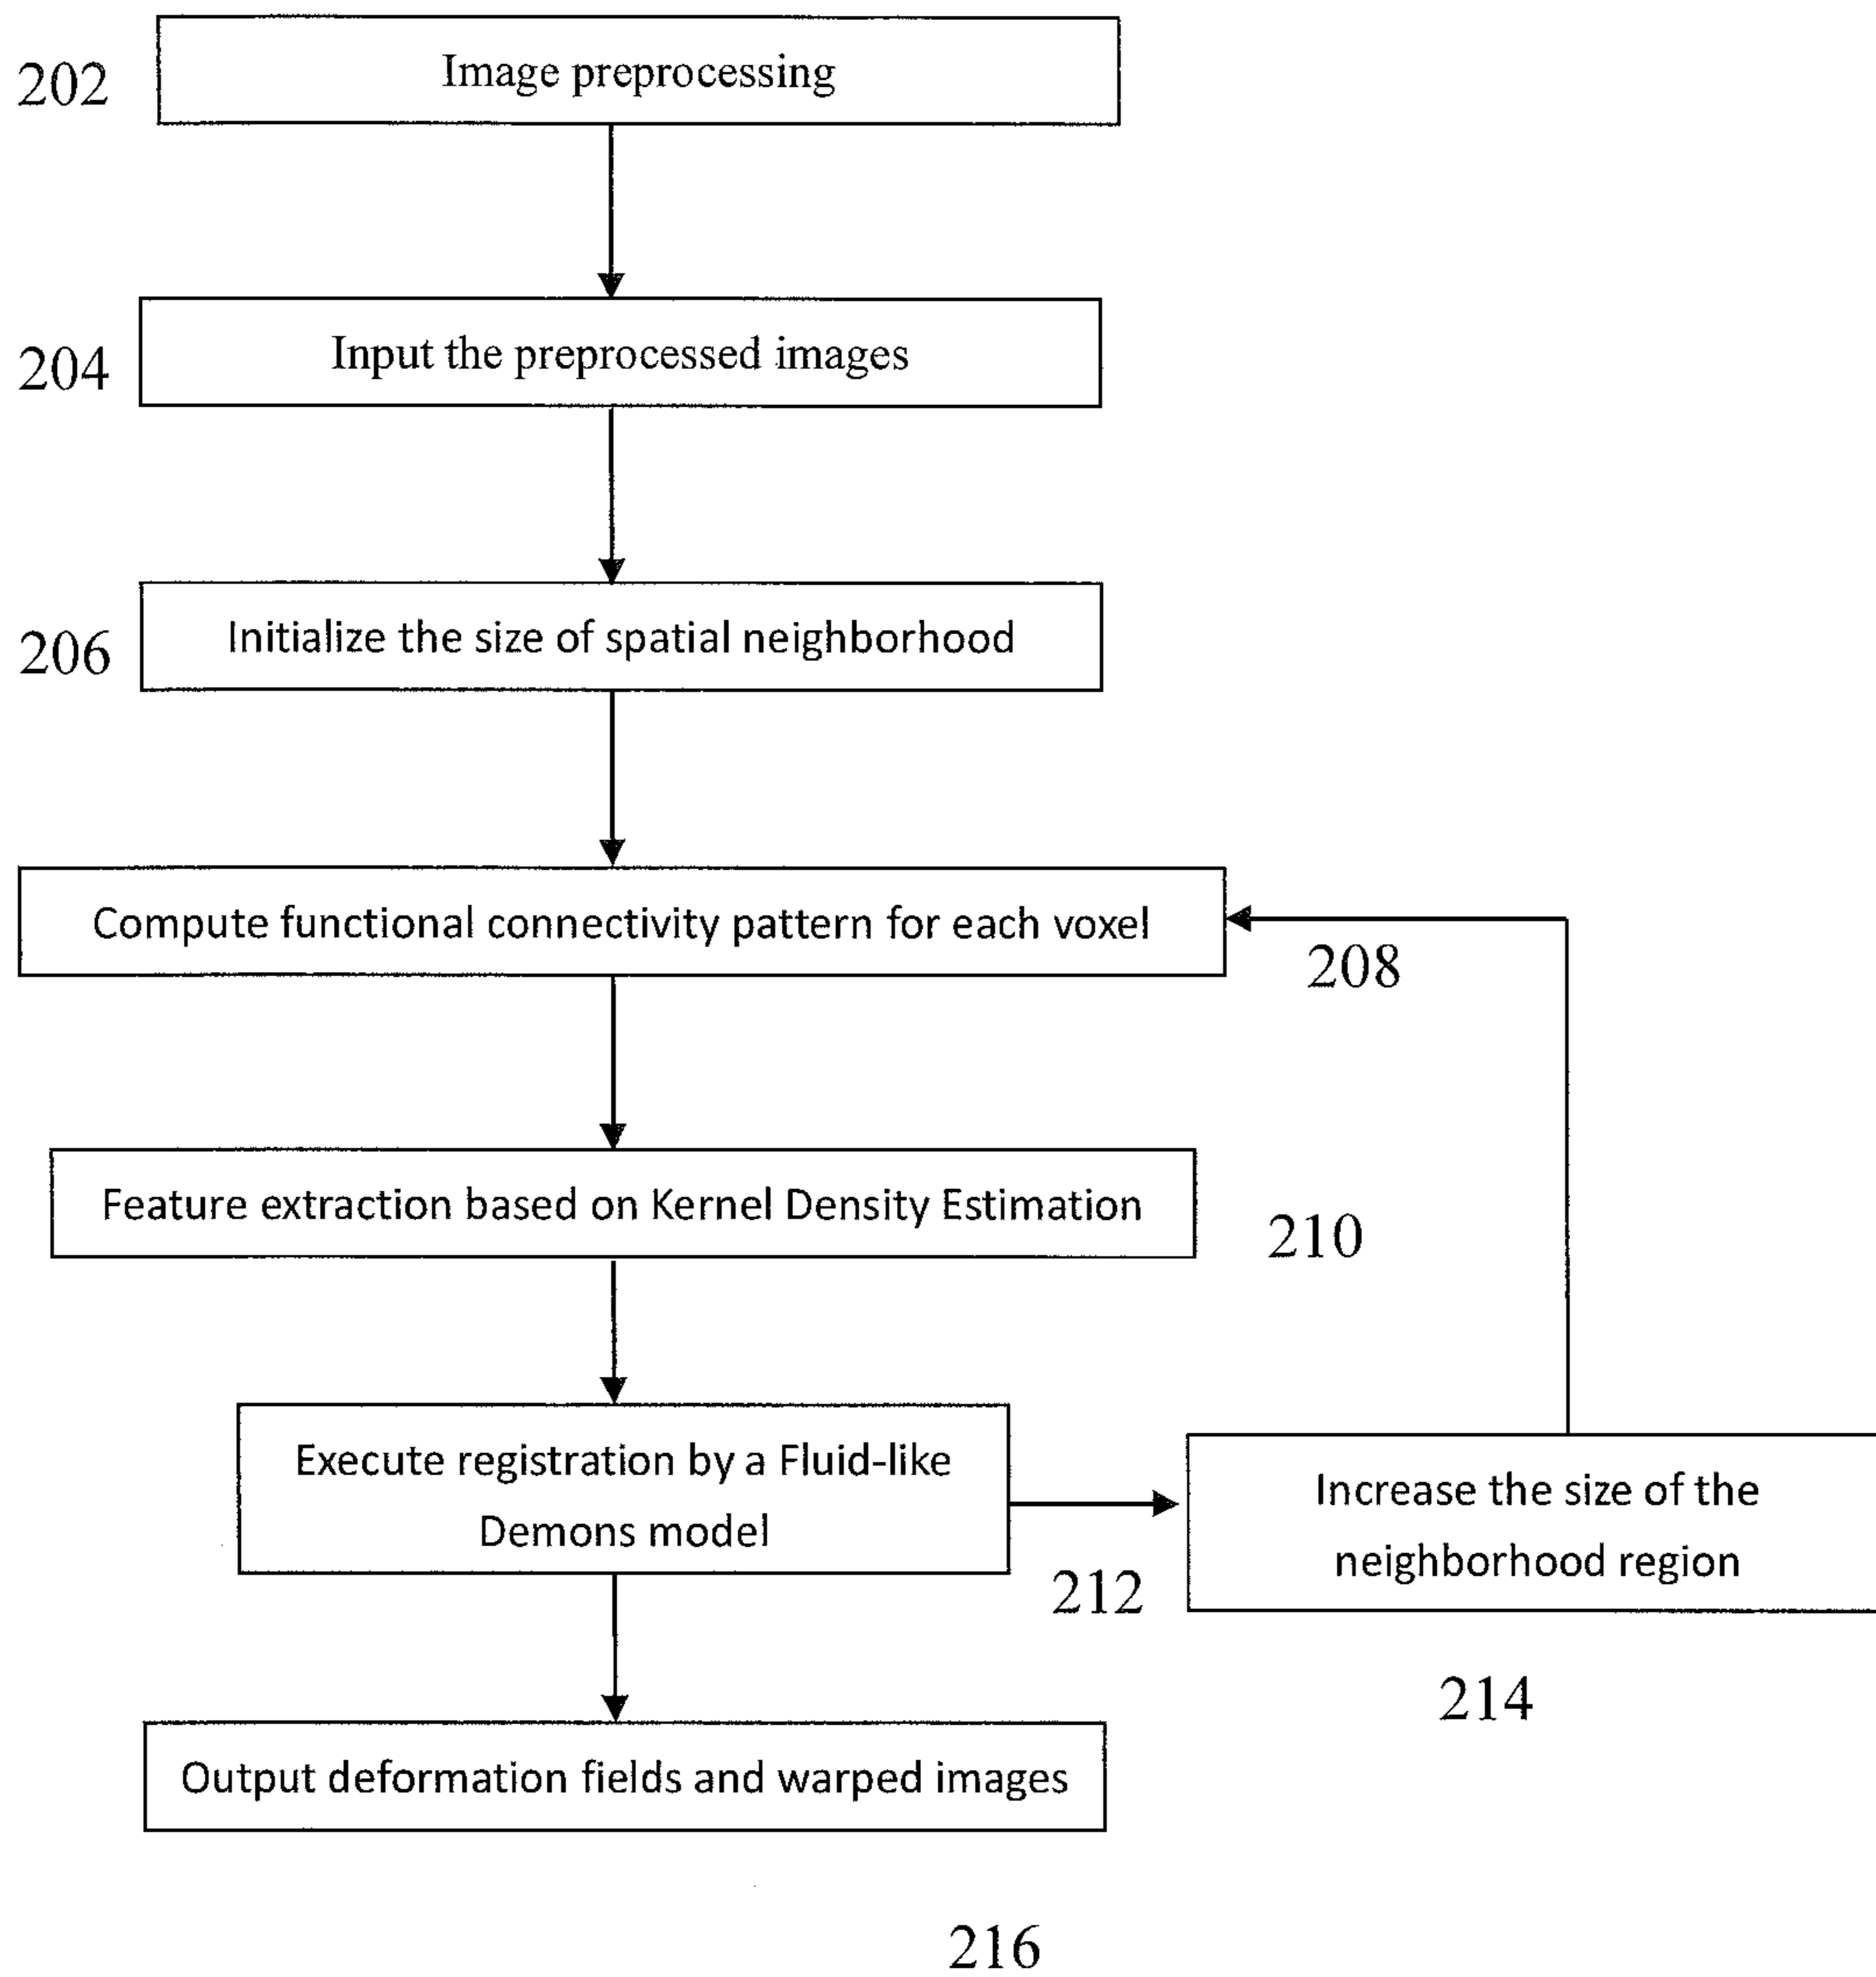 202
Image preprocessing
204
Input the preprocessed images
206
Initialize the size of spatial neighborhood
Compute functional connectivity pattern for each voxel
208
Feature extraction based on Kernel Density Estimation
210
Execute registration by a Fluid-like
Demons model
212
Increase the size of the
neighborhood region
214
Output deformation fields and warped images
216